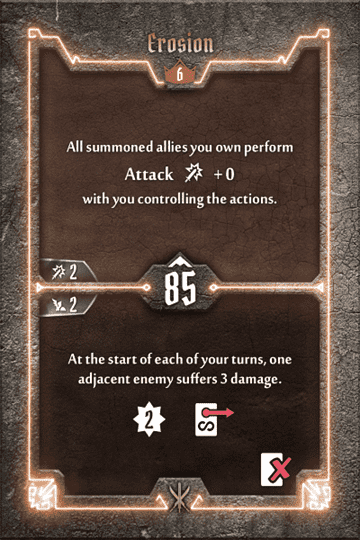 Erosion
6
All summoned allies you own perform
Attack +0
with you controlling the actions.
2
85
2
At the start of each of your turns, one
adjacent enemy suffers 3 damage.
2
S